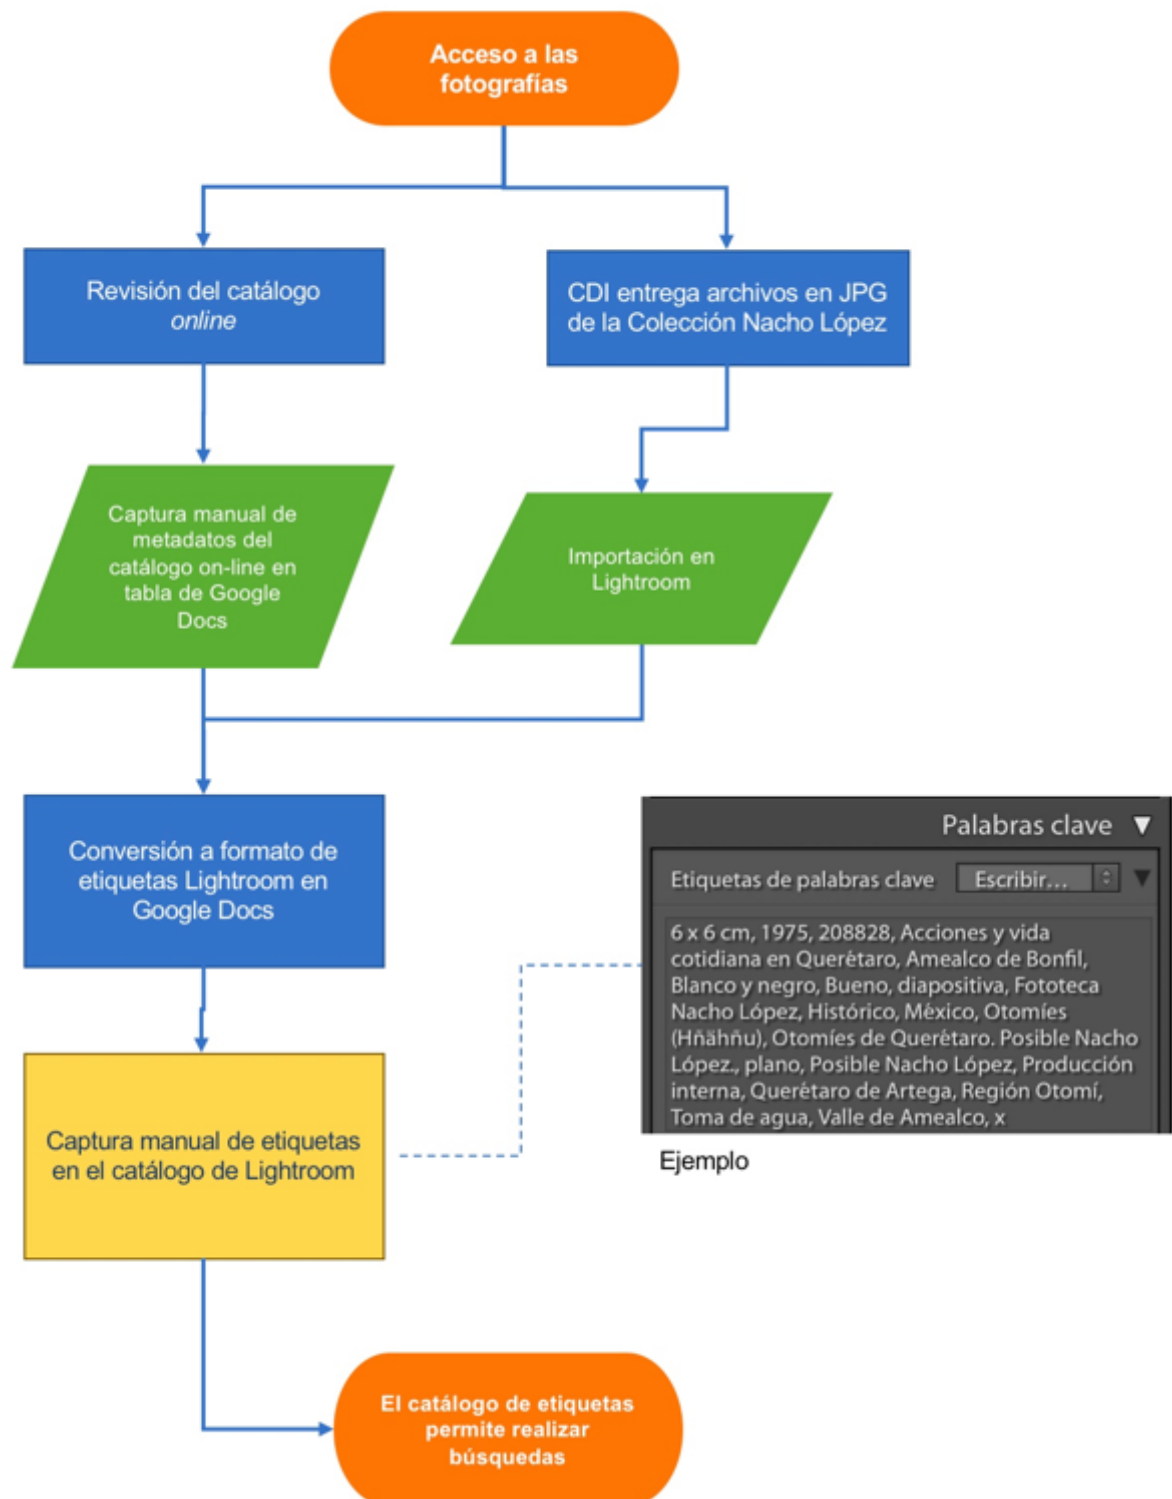 Acceso a las
fotografías
Revisión del catálogo
online
CDI entrega archivos en JPG
de la Colección Nacho López
Captura manual de
metadatos del
catálogo on-line en
tabla de Google
Docs
Importación en
Lightroom
Conversión a formato de
etiquetas Lightroom en
Google Docs
Palabras clave
Etiquetas de palabras clave Escribir...
6 x 6 cm, 1975, 208828, Acciones y vida
cotidiana en Querétaro, Amealco de Bonfil,
Blanco y negro, Bueno, diapositiva, Fototeca
Nacho López, Histórico, México, Otomíes
(Hñähñu), Otomíes de Querétaro. Posible Nacho
López., plano, Posible Nacho López, Producción
interna, Querétaro de Artega, Región Otomí,
Toma de agua, Valle de Amealco, x
Ejemplo
Captura manual de etiquetas
en el catálogo de Lightroom
El catálogo de etiquetas
permite realizar
búsquedas